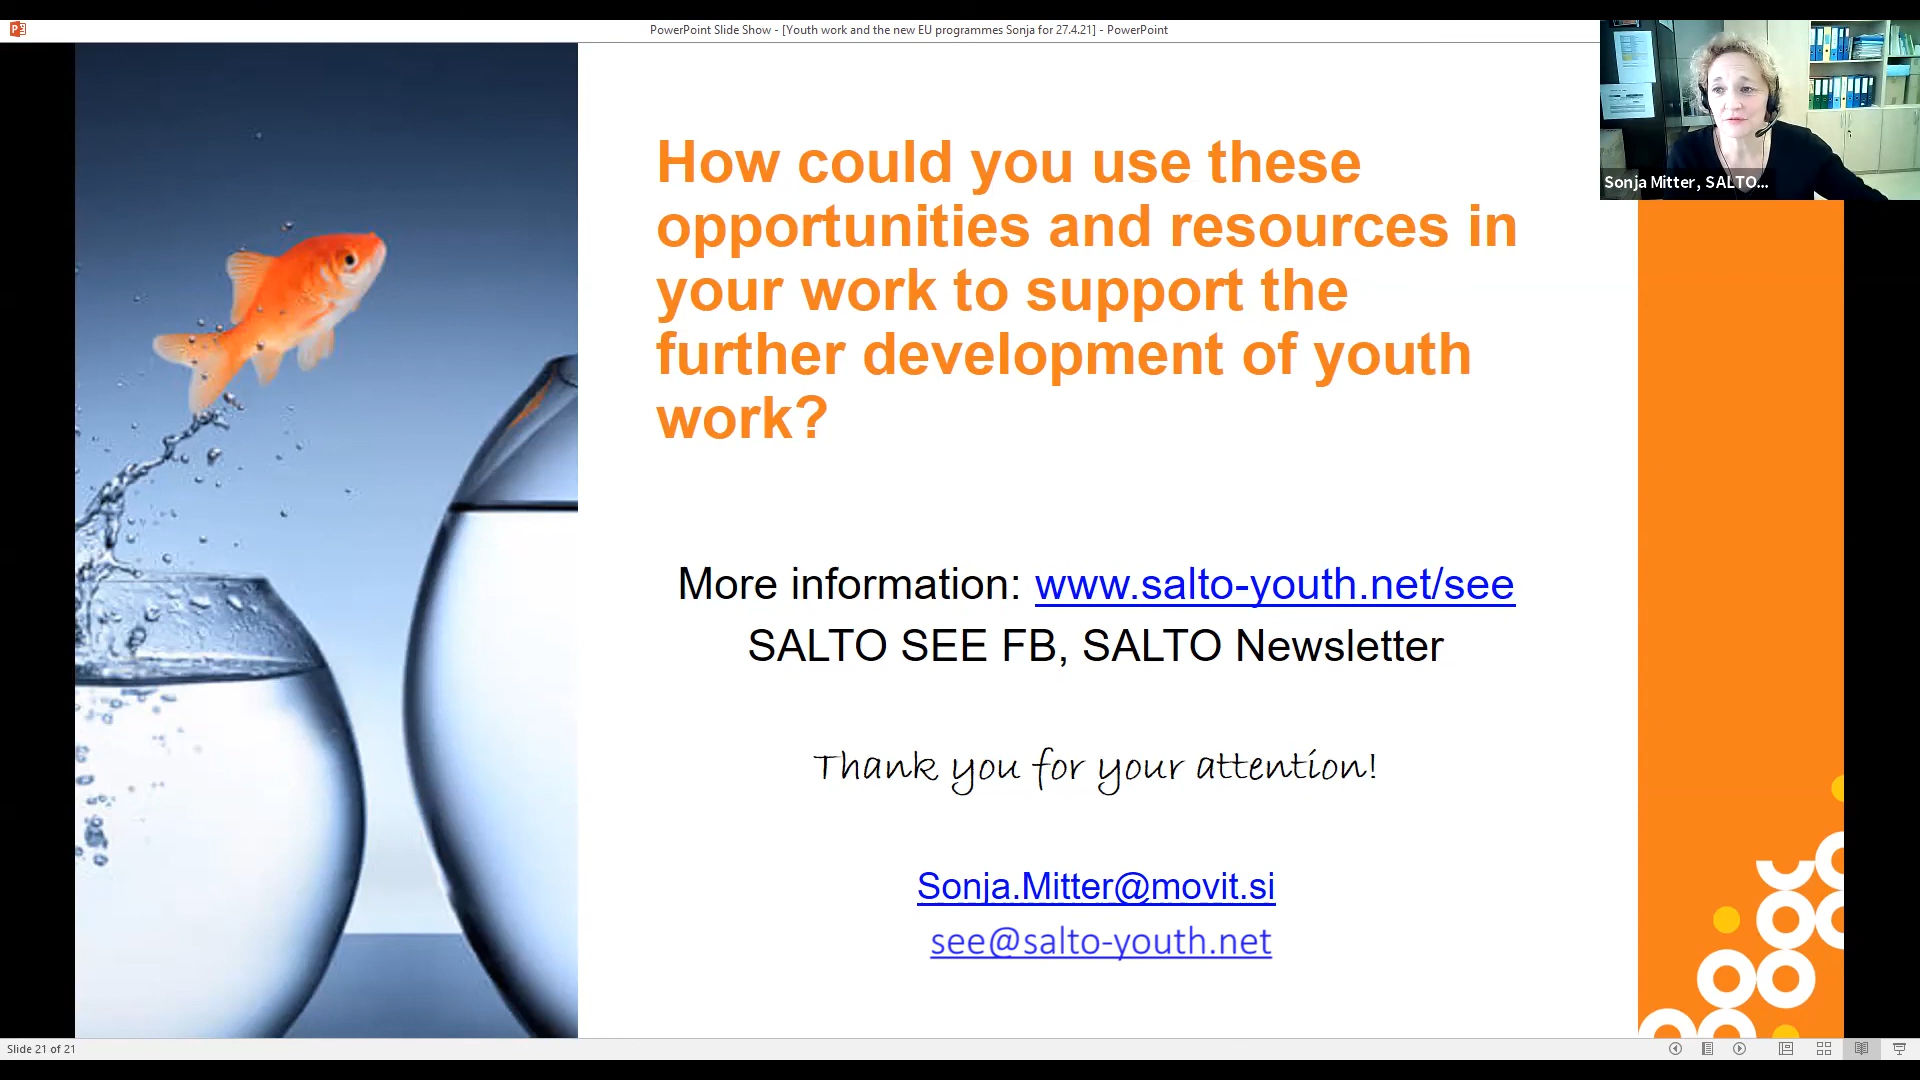 PowerPoint Slide Show - [Youth work and the new EU programmes Sonja for 27.4.21] - PowerPoint
Sonja Mitter, SALTO...
How could you use these
opportunities and resources in
your work to support the
further development of youth
work?
More information: www.salto-youth.net/see
SALTO SEE FB, SALTO Newsletter
Thank you for your attention!
Sonja.Mitter@movit.si
see@salto-youth.net
Slide 21 of 21